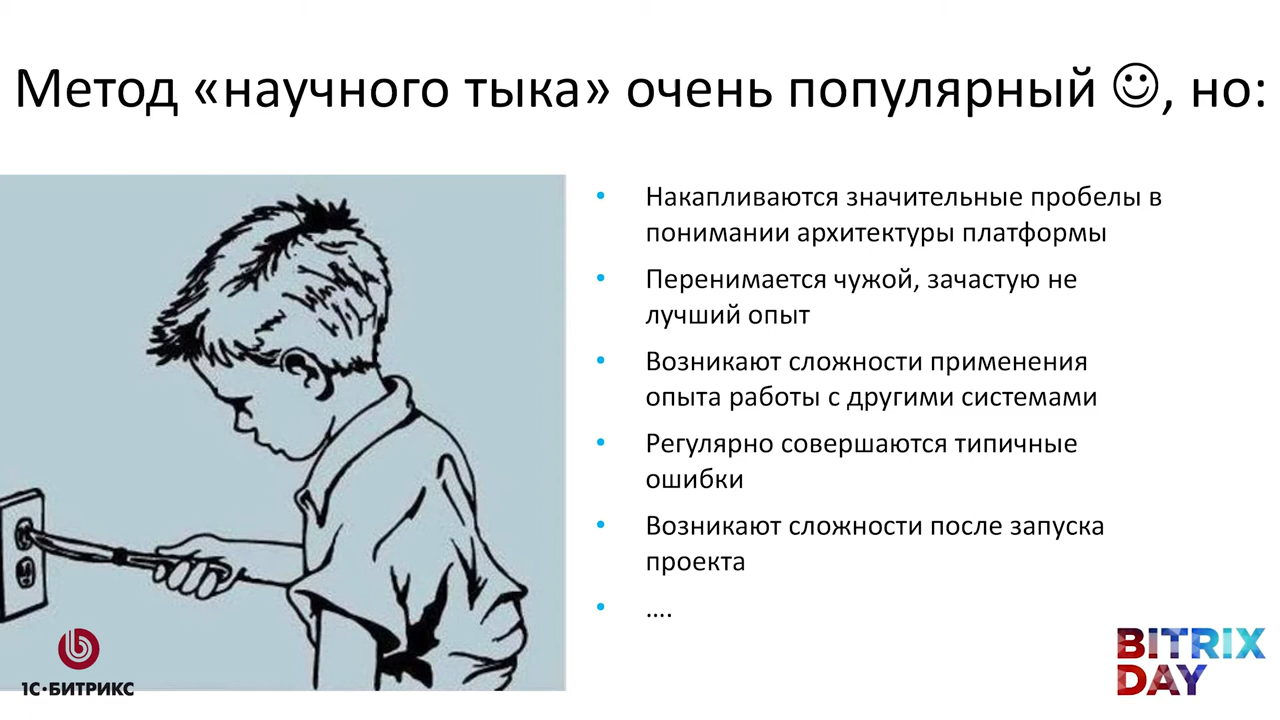 Метод «научного тыка» очень популярный ☺, но:
• Накапливаются значительные пробелы в
понимании архитектуры платформы
• Перенимается чужой, зачастую не
лучший опыт
• Возникают сложности применения
опыта работы с другими системами
• Регулярно совершаются типичные
ошибки
• Возникают сложности после запуска
проекта
• ....
1С·БИТРИКС
BITRIX
DAY